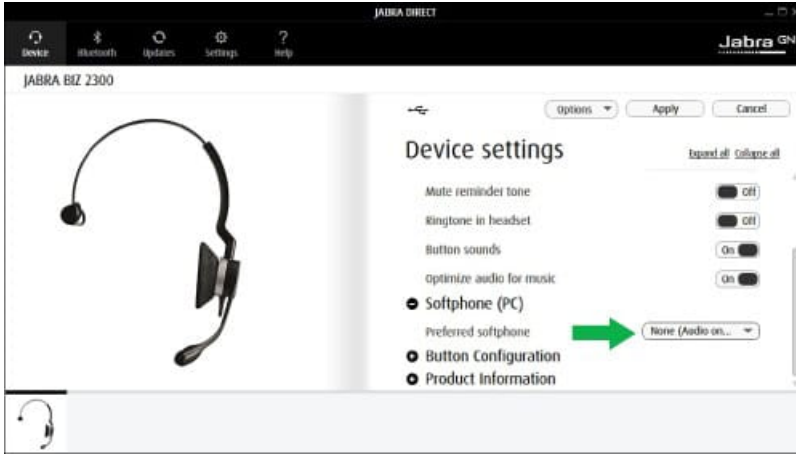 JABRA DIRECT
Device Bluetooth Updates Settings Help
Jabra GN
JABRA BIZ 2300
Options Apply Cancel
Device settings
Expand all Collapse all
Mute reminder tone Off
Ringtone in headset Off
Button sounds On
Optimize audio for music On
Softphone (PC)
Preferred softphone None (Audio on...
Button Configuration
Product Information